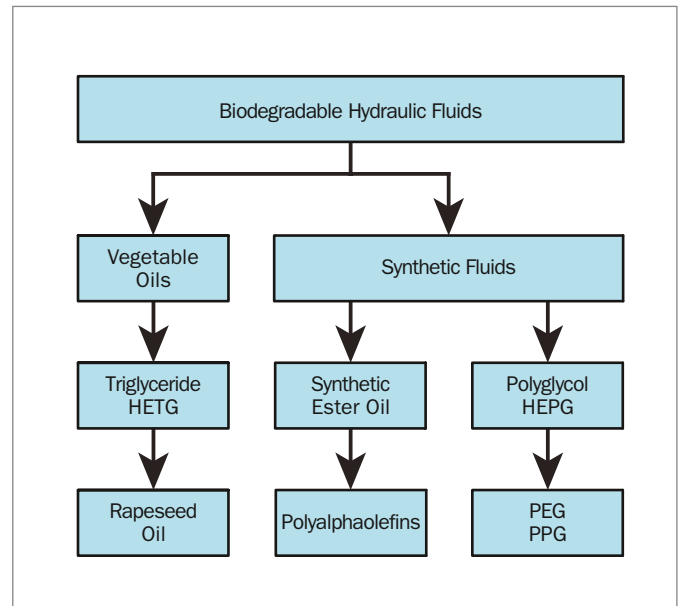 Biodegradable Hydraulic Fluids
Vegetable
Oils
Synthetic Fluids
Triglyceride
HETG
Synthetic
Ester Oil
Polyglycol
HEPG
Rapeseed
Oil
Polyalphaolefins
PEG
PPG